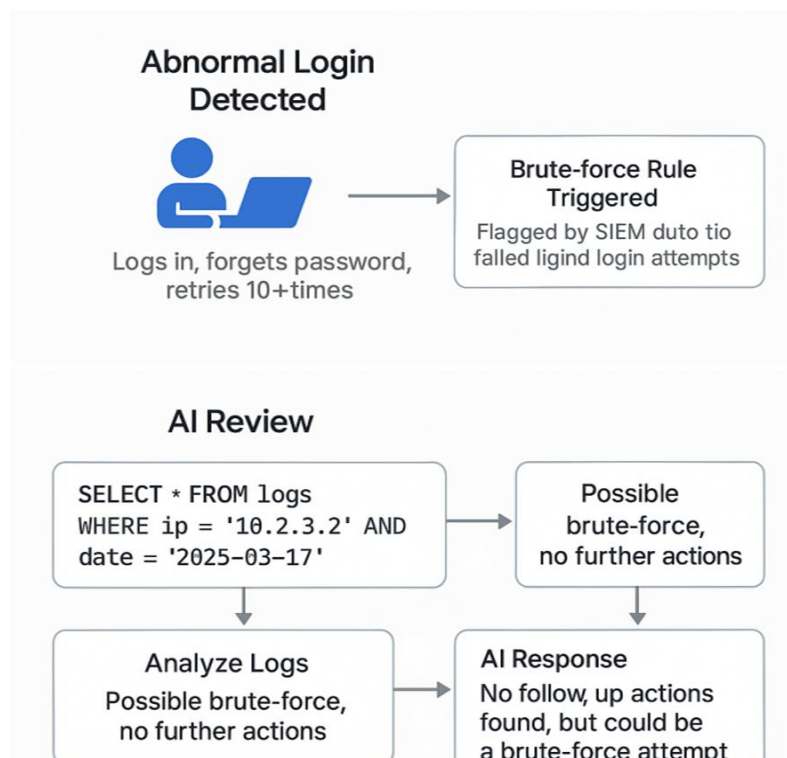 Abnormal Login
Detected
Logs in, forgets password,
retries 10+times
Brute-force Rule
Triggered
Flagged by SIEM duto tio
falled ligind login attempts
AI Review
SELECT * FROM logs
WHERE ip = '10.2.3.2' AND
date = '2025-03-17'
Possible
brute-force,
no further actions
Analyze Logs
Possible brute-force,
no further actions
AI Response
No follow, up actions
found, but could be
a brute-force attempt